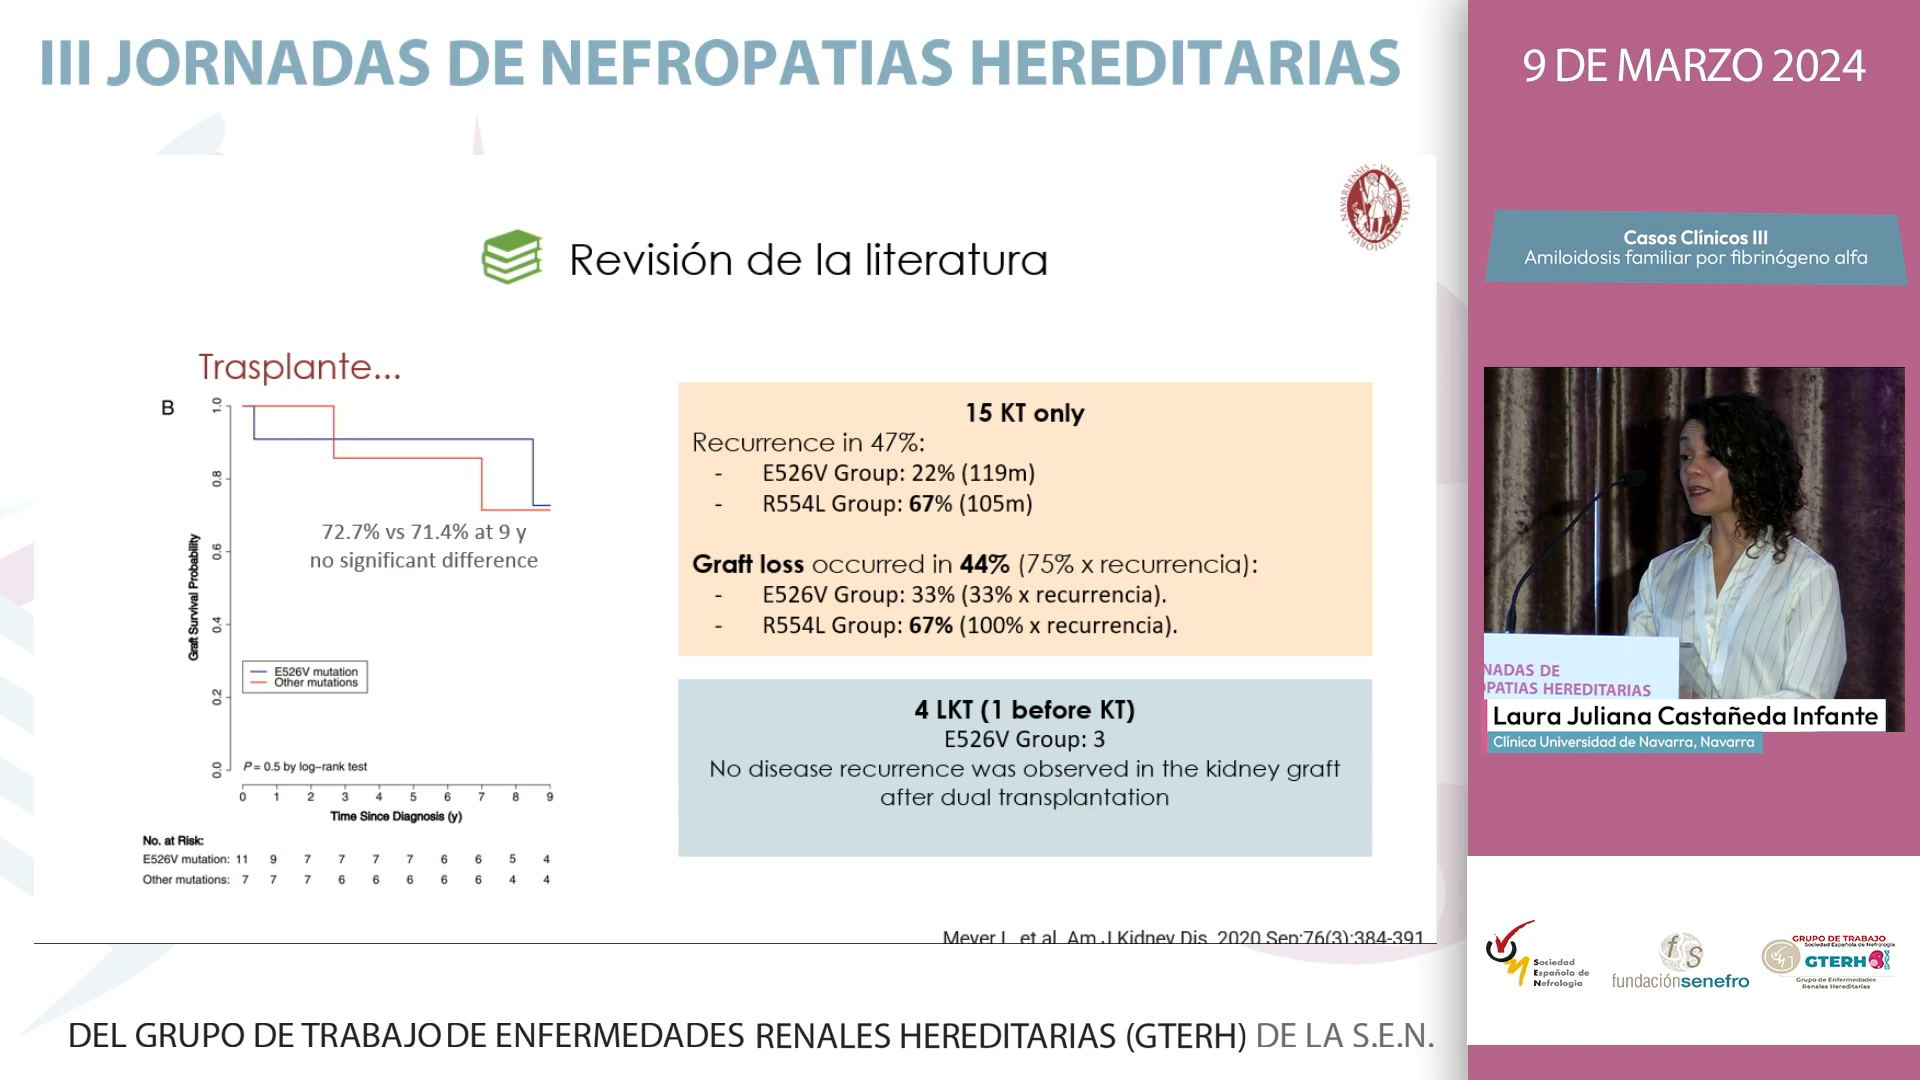 III JORNADAS DE NEFROPATIAS HEREDITARIAS
9 DE MARZO 2024
Casos Clínicos III
Amiloidosis familiar por fibrinógeno alfa
Revisión de la literatura
Trasplante...
B
1.0
0.8
0.6
0.4
0.2
0.0
Graft Survival Probability
72.7% vs 71.4% at 9 y
no significant difference
E526V mutation
Other mutations
P = 0.5 by log-rank test
0 1 2 3 4 5 6 7 8 9
Time Since Diagnosis (y)
No. at Risk:
E526V mutation: 11 9 7 7 7 7 6 6 5 4
Other mutations: 7 7 7 6 6 6 6 6 4 4
15 KT only
Recurrence in 47%:
- E526V Group: 22% (119m)
- R554L Group: 67% (105m)
Graft loss occurred in 44% (75% x recurrencia):
- E526V Group: 33% (33% x recurrencia).
- R554L Group: 67% (100% x recurrencia).
4 LKT (1 before KT)
E526V Group: 3
No disease recurrence was observed in the kidney graft
after dual transplantation
Meyer L, et al. Am J Kidney Dis. 2020 Sep;76(3):384-391
NADAS DE
PATIAS HEREDITARIAS
Laura Juliana Castañeda Infante
Clínica Universidad de Navarra, Navarra
Sociedad
Española de
Nefrología
fs
fundaciónsenefro
GRUPO DE TRABAJO
Sociedad Española de Nefrología
GTERH
Grupo de Enfermedades
Renales Hereditarias
DEL GRUPO DE TRABAJO DE ENFERMEDADES RENALES HEREDITARIAS (GTERH) DE LA S.E.N.